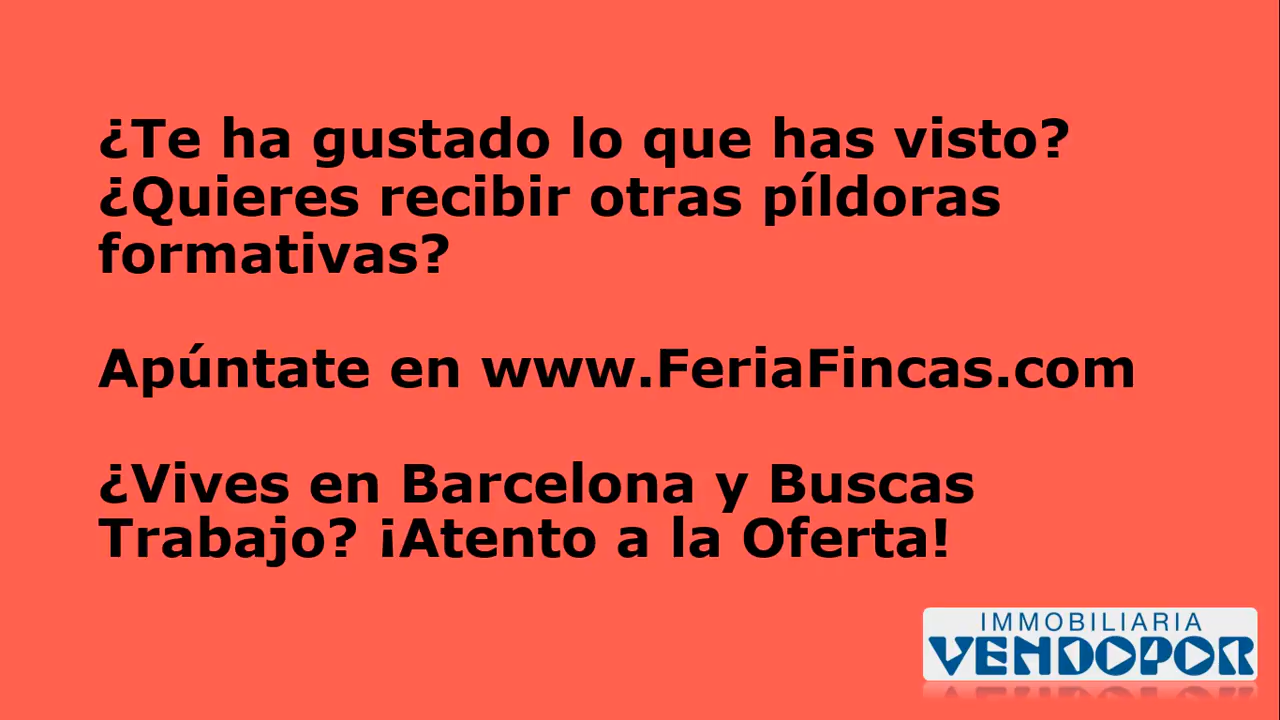 ¿Te ha gustado lo que has visto?
¿Quieres recibir otras píldoras
formativas?
Apúntate en www.FeriaFincas.com
¿Vives en Barcelona y Buscas
Trabajo? ¡Atento a la Oferta!
IMMOBILIARIA
VENDOPOR